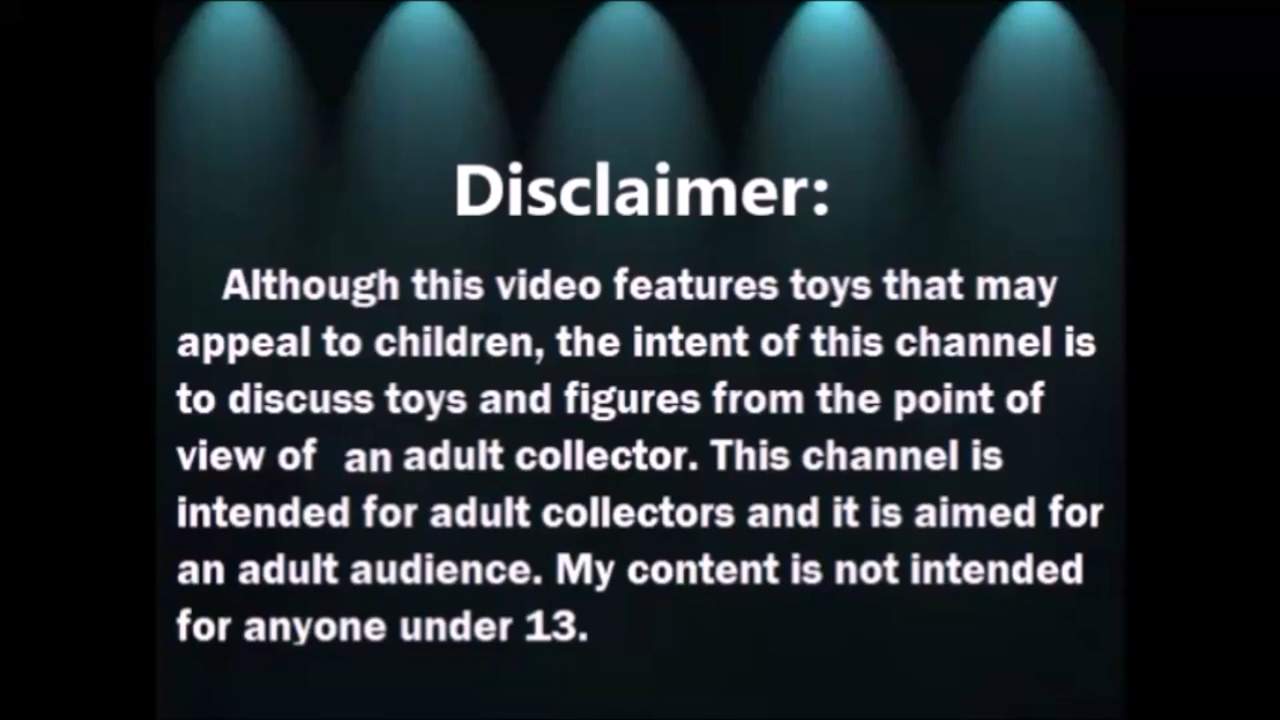 Disclaimer:
Although this video features toys that may
appeal to children, the intent of this channel is
to discuss toys and figures from the point of
view of an adult collector. This channel is
intended for adult collectors and it is aimed for
an adult audience. My content is not intended
for anyone under 13.